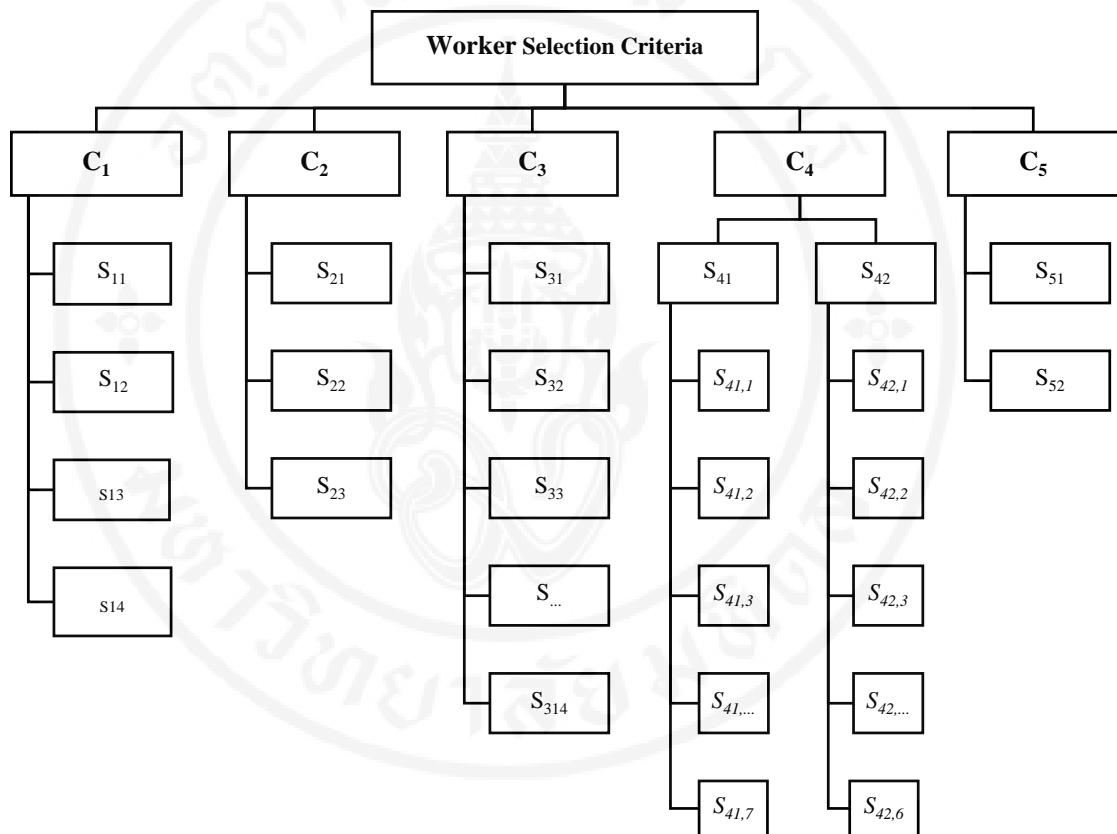 Worker Selection Criteria
C₁ C₂ C₃ C₄ C₅
S₁₁ S₂₁ S₃₁ S₄₁ S₄₂ S₅₁
S₁₂ S₂₂ S₃₂ S₄₁,₁ S₄₂,₁ S₅₂
S13 S₂₃ S₃₃ S₄₁,₂ S₄₂,₂
S14 S... S₄₁,₃ S₄₂,₃
S₃₁₄ S₄₁,... S₄₂,...
S₄₁,₇ S₄₂,₆